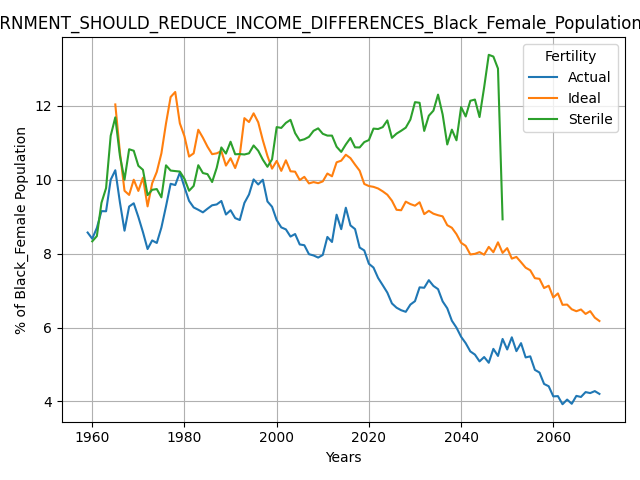 RNMENT_SHOULD_REDUCE_INCOME_DIFFERENCES_Black_Female_Population
Fertility
Actual
Ideal
Sterile
% of Black_Female Population
12
10
8
6
4
1960 1980 2000 2020 2040 2060
Years